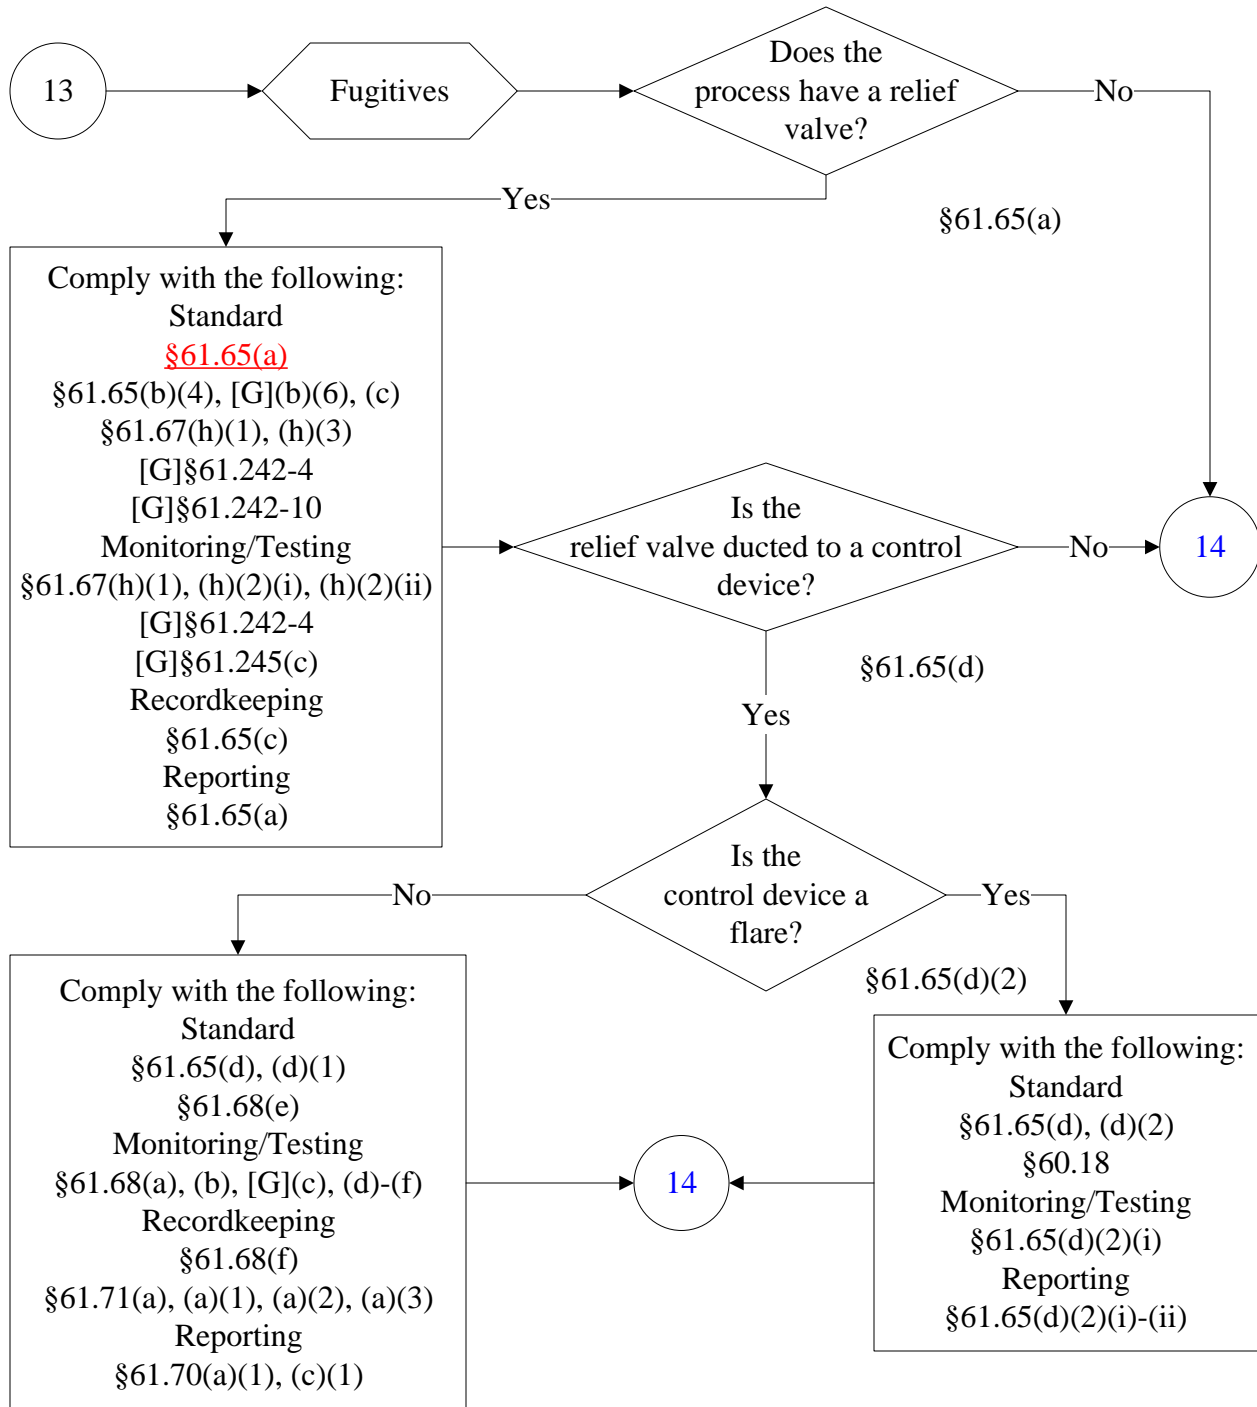 13
Fugitives
Does the
process have a relief
valve?
No
Yes
§61.65(a)
Comply with the following:
Standard
§61.65(a)
§61.65(b)(4), [G](b)(6), (c)
§61.67(h)(1), (h)(3)
[G]§61.242-4
[G]§61.242-10
Monitoring/Testing
§61.67(h)(1), (h)(2)(i), (h)(2)(ii)
[G]§61.242-4
[G]§61.245(c)
Recordkeeping
§61.65(c)
Reporting
§61.65(a)
Is the
relief valve ducted to a control
device?
No
14
§61.65(d)
Yes
Is the
control device a
flare?
No
Yes
§61.65(d)(2)
Comply with the following:
Standard
§61.65(d), (d)(1)
§61.68(e)
Monitoring/Testing
§61.68(a), (b), [G](c), (d)-(f)
Recordkeeping
§61.68(f)
§61.71(a), (a)(1), (a)(2), (a)(3)
Reporting
§61.70(a)(1), (c)(1)
14
Comply with the following:
Standard
§61.65(d), (d)(2)
§60.18
Monitoring/Testing
§61.65(d)(2)(i)
Reporting
§61.65(d)(2)(i)-(ii)